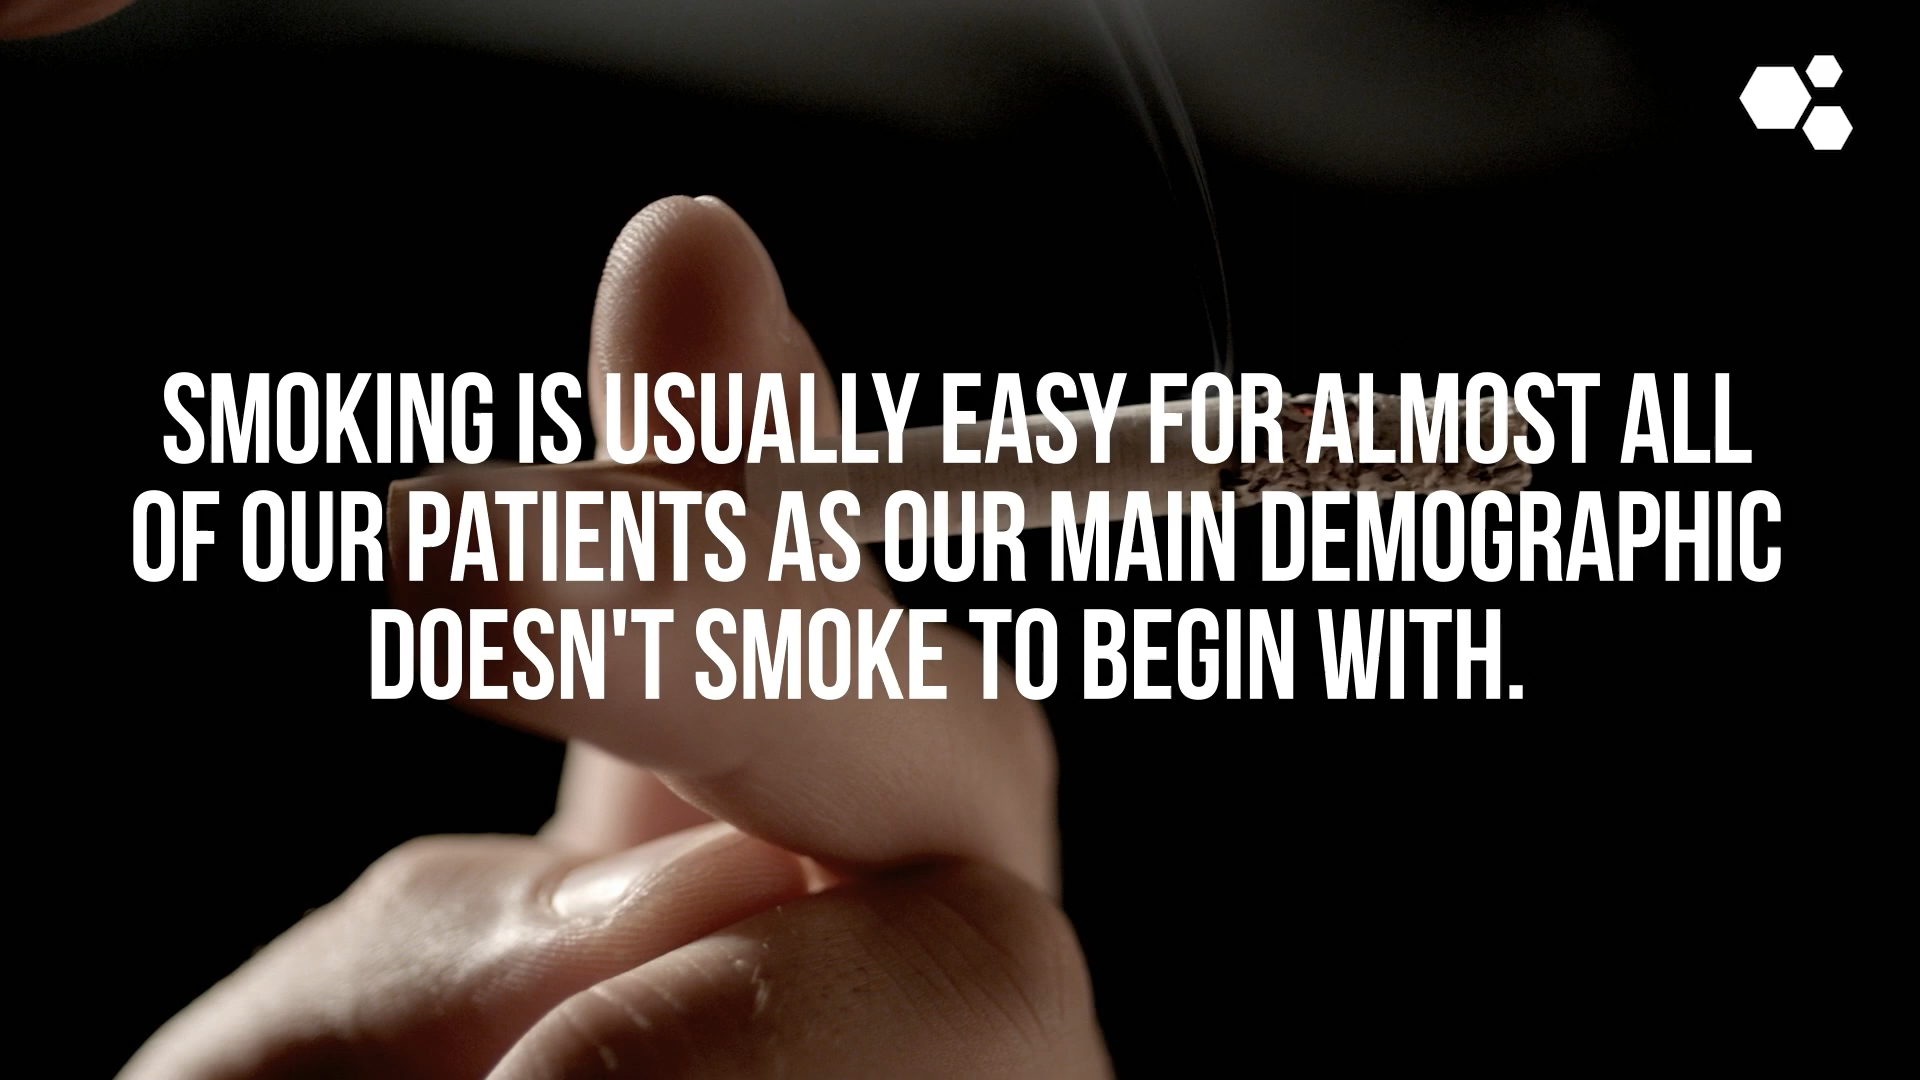 SMOKING IS USUALLY EASY FOR ALMOST ALL
OF OUR PATIENTS AS OUR MAIN DEMOGRAPHIC
DOESN'T SMOKE TO BEGIN WITH.